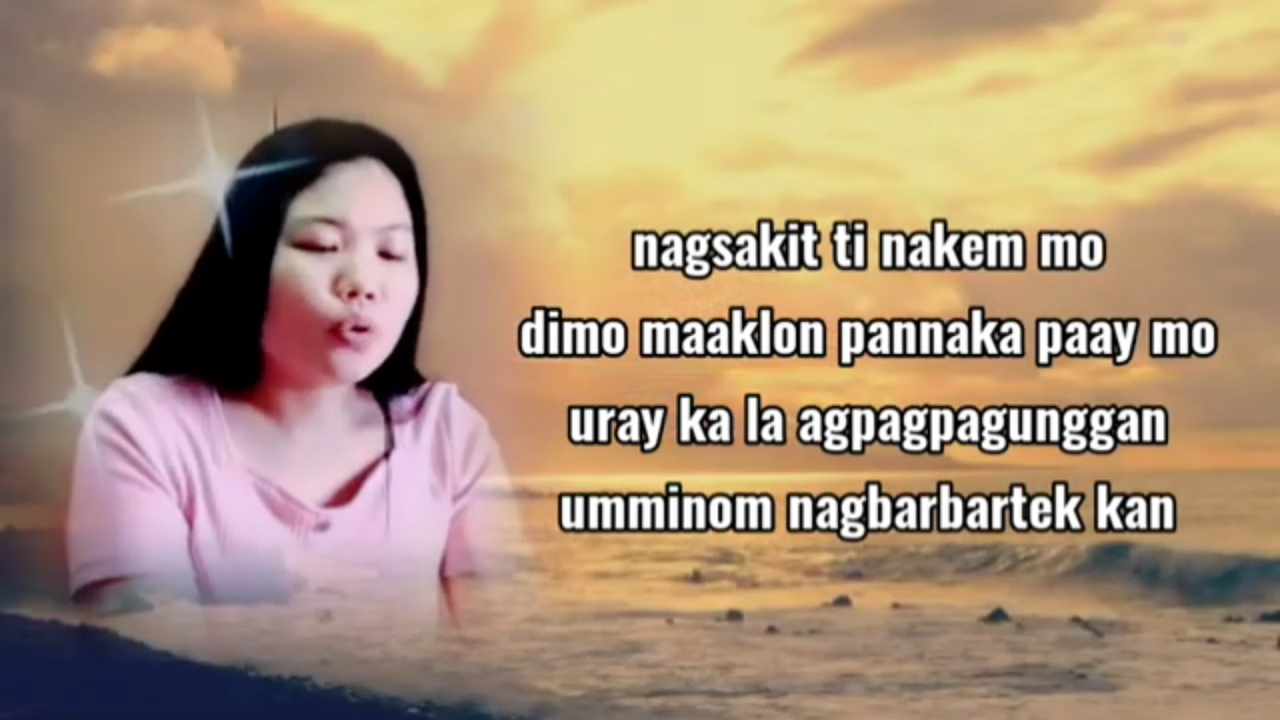 nagsakit ti nakem mo
dimo maaklon pannaka paay mo
uray ka la agpagpagunggan
umminom nagbarbartek kan